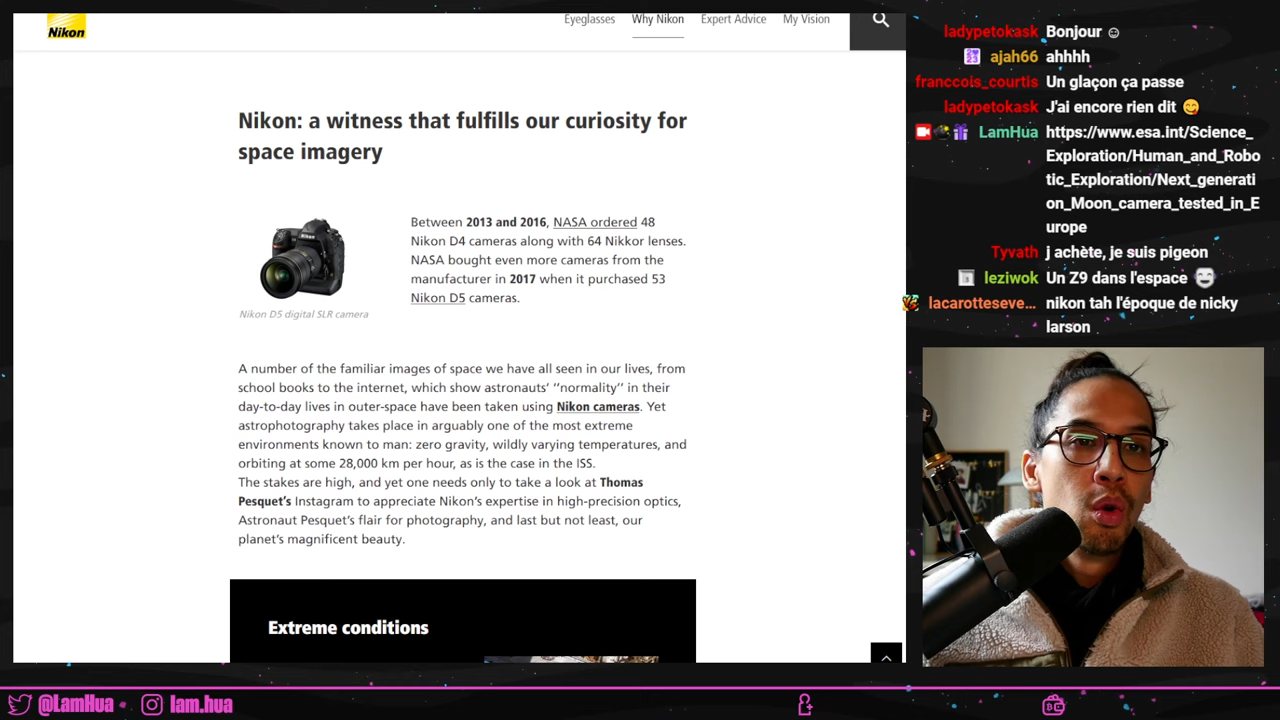 Nikon
Eyeglasses
Why Nikon
Expert Advice
My Vision
Nikon: a witness that fulfills our curiosity for
space imagery
Nikon D5 digital SLR camera
Between 2013 and 2016, NASA ordered 48
Nikon D4 cameras along with 64 Nikkor lenses.
NASA bought even more cameras from the
manufacturer in 2017 when it purchased 53
Nikon D5 cameras.
A number of the familiar images of space we have all seen in our lives, from
school books to the internet, which show astronauts’ ‘‘normality’’ in their
day-to-day lives in outer-space have been taken using Nikon cameras. Yet
astrophotography takes place in arguably one of the most extreme
environments known to man: zero gravity, wildly varying temperatures, and
orbiting at some 28,000 km per hour, as is the case in the ISS.
The stakes are high, and yet one needs only to take a look at Thomas
Pesquet’s Instagram to appreciate Nikon’s expertise in high-precision optics,
Astronaut Pesquet’s flair for photography, and last but not least, our
planet’s magnificent beauty.
Extreme conditions
ladypetokask Bonjour ☺
ajah66 ahhhh
franccois_courtis Un glaçon ça passe
ladypetokask J'ai encore rien dit 😋
LamHua https://www.esa.int/Science_
Exploration/Human_and_Robo
tic_Exploration/Next_generati
on_Moon_camera_tested_in_E
urope
Tyvath j achète, je suis pigeon
leziwok Un Z9 dans l'espace
lacarotteseve... nikon tah l'époque de nicky
larson
@LamHua
lam.hua